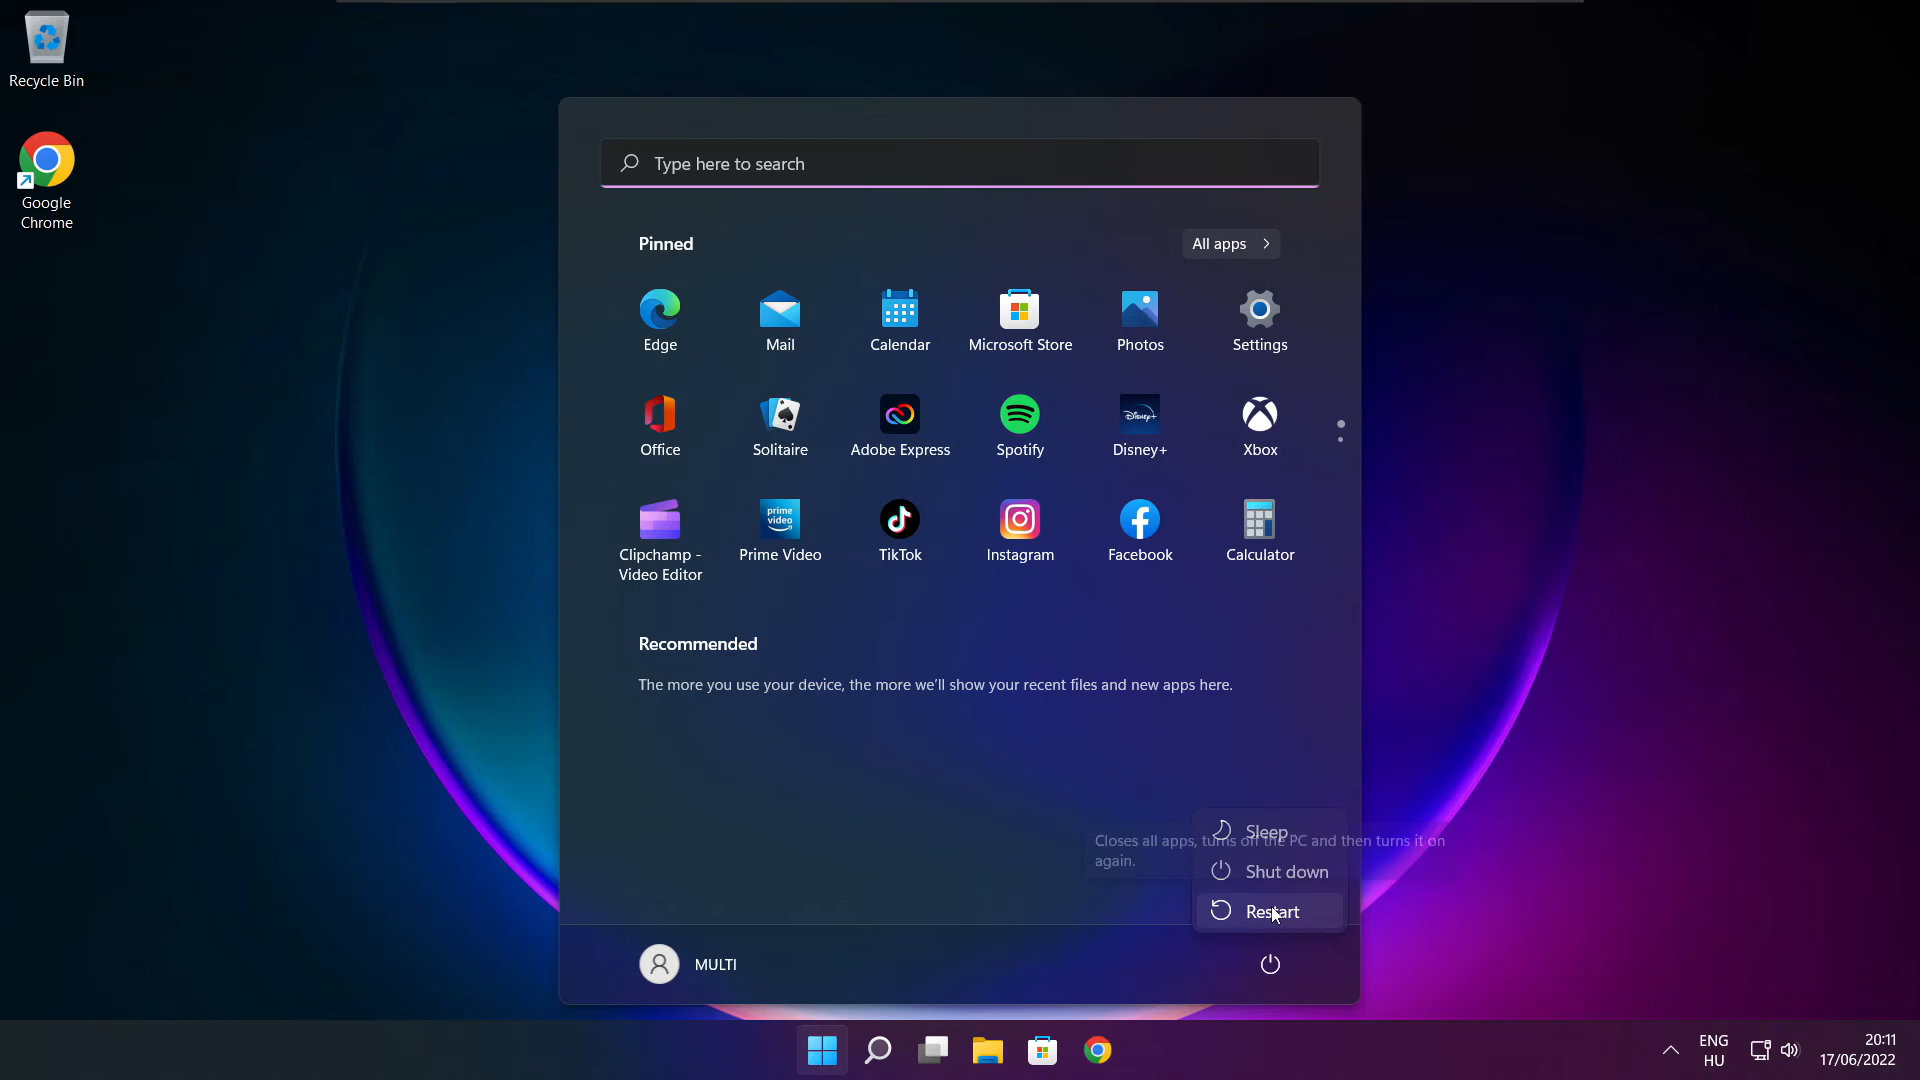 Recycle Bin
Google
Chrome
Type here to search
Pinned
All apps
Edge
Mail
Calendar
Microsoft Store
Photos
Settings
Office
Solitaire
Adobe Express
Spotify
Disney+
Disney+
Xbox
prime
video
Clipchamp -
Video Editor
Prime Video
TikTok
Instagram
Facebook
Calculator
Recommended
The more you use your device, the more we'll show your recent files and new apps here.
Sleep
Closes all apps, turns off the PC and then turns it on
again.
Shut down
Restart
MULTI
ENG
HU
20:11
17/06/2022